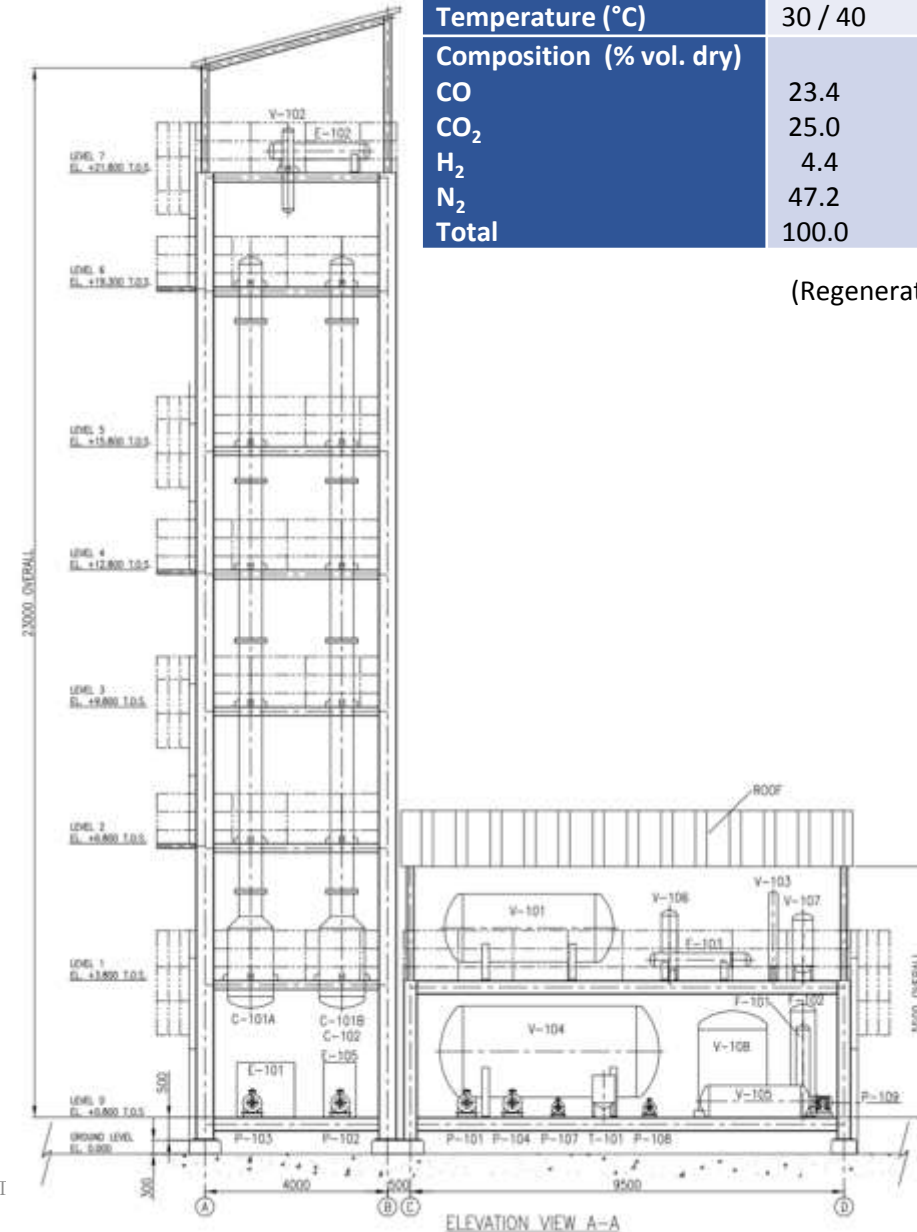 Temperature (°C) 30 / 40
Composition (% vol. dry)
CO 23.4
CO₂ 25.0
H₂ 4.4
N₂ 47.2
Total 100.0
(Regenerat
V-102
E-102
LEVEL 7
EL. +21.800 T.O.S.
LEVEL 6
EL. +19.300 T.O.S.
LEVEL 5
EL. +15.800 T.O.S.
LEVEL 4
EL. +12.800 T.O.S.
23000 OVERALL
LEVEL 3
EL. +9.800 T.O.S.
LEVEL 2
EL. +6.800 T.O.S.
ROOF
V-101
V-106
V-103
V-107
E-103
LEVEL 1
EL. +3.800 T.O.S.
OVERALL
C-101A
C-101B
C-102
V-104
F-101
F-102
V-108
E-101
E-105
V-105
P-109
500
LEVEL 0
EL. +0.800 T.O.S.
GROUND LEVEL
EL. 0.000
P-103 P-102 P-101 P-104 P-107 T-101 P-108
300
4000
500
9500
A B C D
ELEVATION VIEW A-A